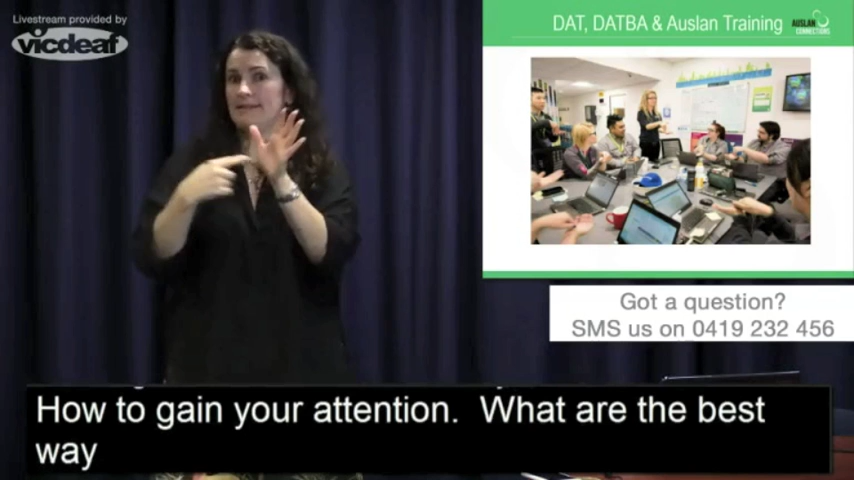 Livestream provided by
vicdeaf
DAT, DATBA & Auslan Training
AUSLAN
CONNECTIONS
Got a question?
SMS us on 0419 232 456
How to gain your attention.  What are the best
way